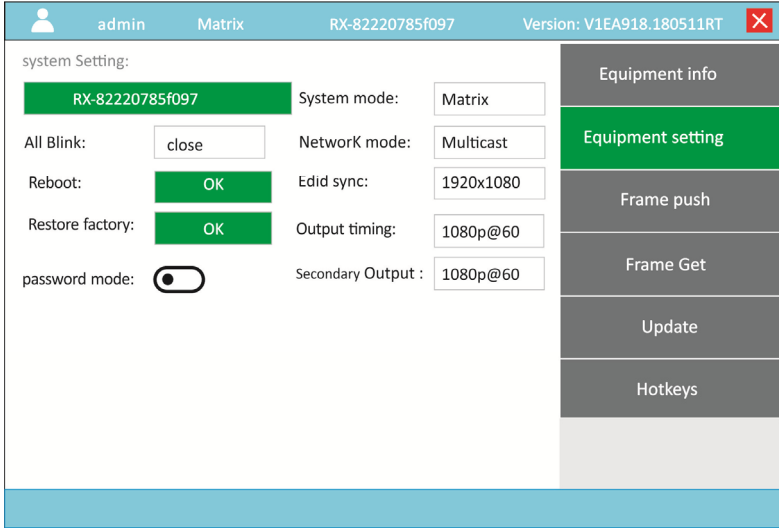 admin Matrix RX-82220785f097 Version: V1EA918.180511RT
system Setting:
RX-82220785f097
System mode: Matrix
All Blink: close
NetworK mode: Multicast
Reboot: OK
Edid sync: 1920x1080
Restore factory: OK
Output timing: 1080p@60
password mode:
Secondary Output : 1080p@60
Equipment info
Equipment setting
Frame push
Frame Get
Update
Hotkeys